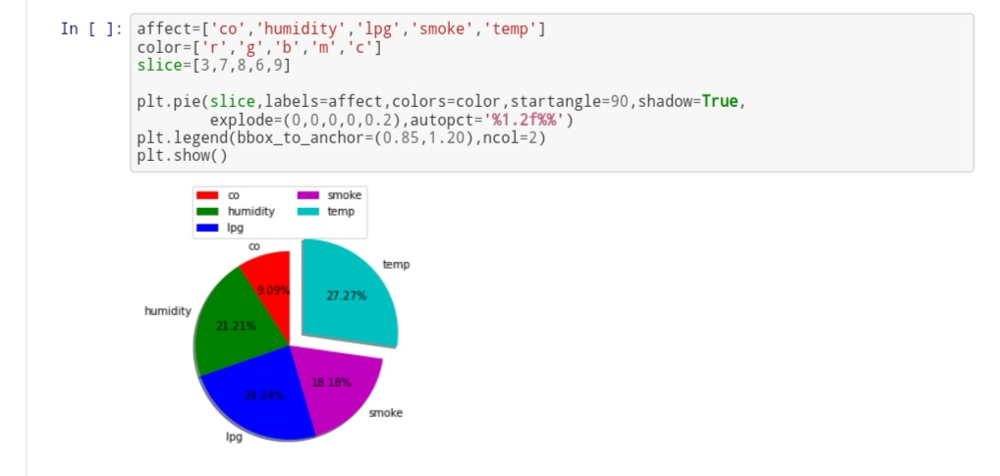 In [ ]: affect=['co','humidity','lpg','smoke','temp']
color=['r','g','b','m','c']
slice=[3,7,8,6,9]
plt.pie(slice,labels=affect,colors=color,startangle=90,shadow=True,
explode=(0,0,0,0,0.2),autopct='%1.2f%%')
plt.legend(bbox_to_anchor=(0.85,1.20),ncol=2)
plt.show()
co smoke
humidity temp
lpg
co
temp
9.09%
27.27%
humidity
21.21%
18.18%
24.24%
smoke
lpg